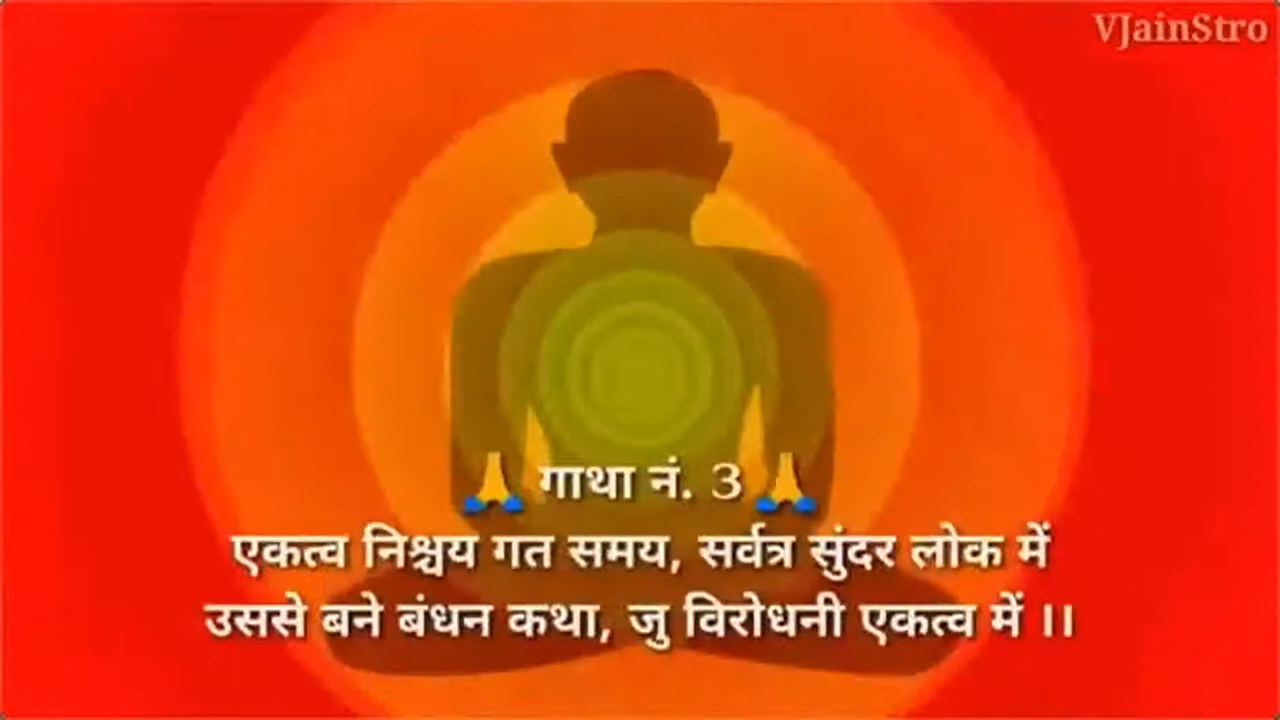 VJainStro
🙏 गाथा नं. 3 🙏
एकत्व निश्चय गत समय, सर्वत्र सुंदर लोक में
उससे बने बंधन कथा, जु विरोधनी एकत्व में ।।